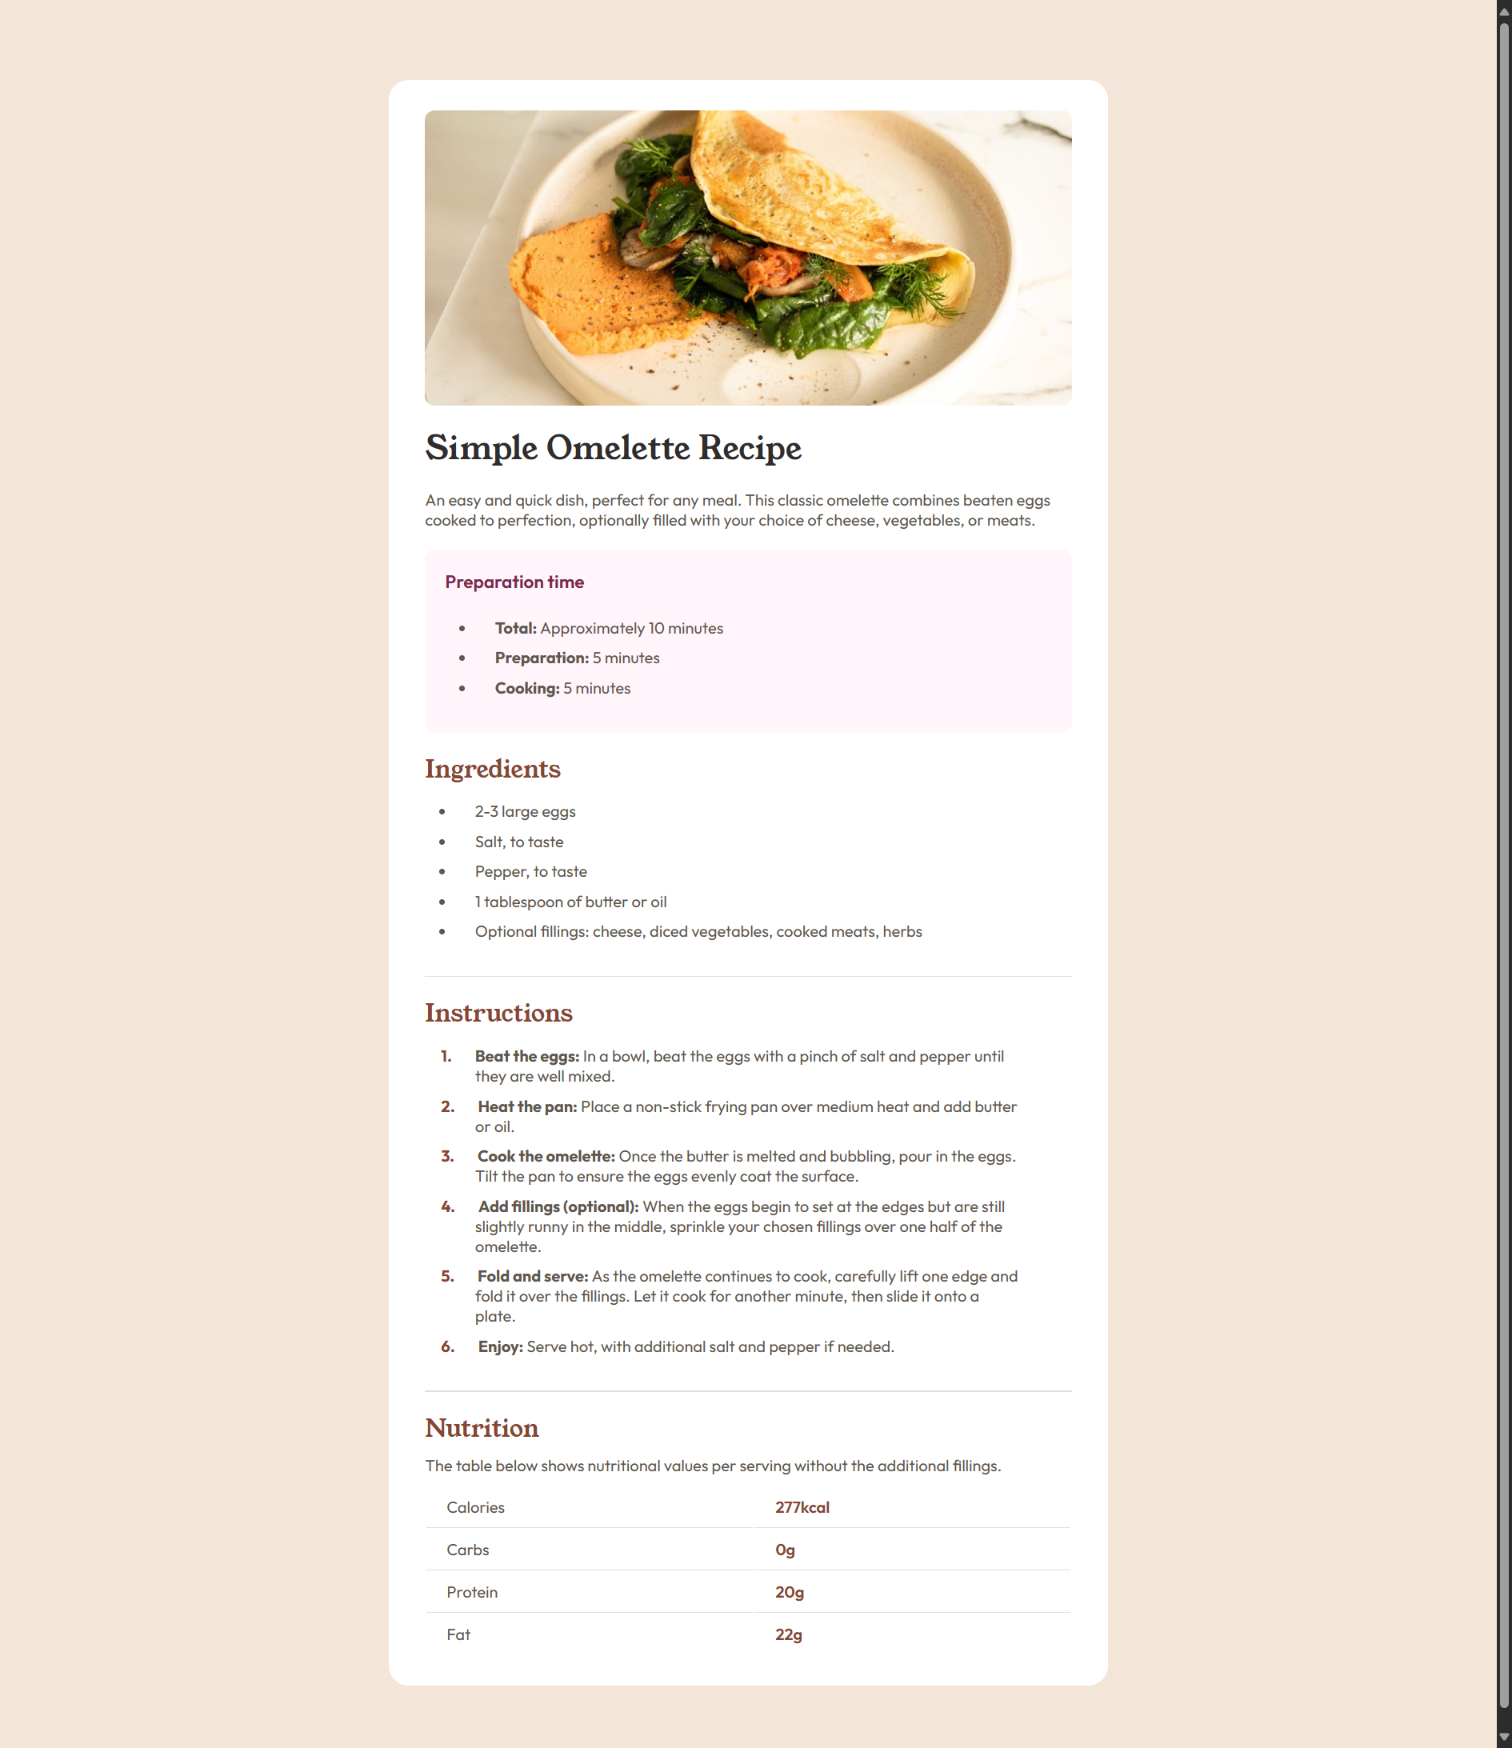 Simple Omelette Recipe
An easy and quick dish, perfect for any meal. This classic omelette combines beaten eggs
cooked to perfection, optionally filled with your choice of cheese, vegetables, or meats.
Preparation time
• Total: Approximately 10 minutes
• Preparation: 5 minutes
• Cooking: 5 minutes
Ingredients
• 2-3 large eggs
• Salt, to taste
• Pepper, to taste
• 1 tablespoon of butter or oil
• Optional fillings: cheese, diced vegetables, cooked meats, herbs
Instructions
1. Beat the eggs: In a bowl, beat the eggs with a pinch of salt and pepper until
they are well mixed.
2. Heat the pan: Place a non-stick frying pan over medium heat and add butter
or oil.
3. Cook the omelette: Once the butter is melted and bubbling, pour in the eggs.
Tilt the pan to ensure the eggs evenly coat the surface.
4. Add fillings (optional): When the eggs begin to set at the edges but are still
slightly runny in the middle, sprinkle your chosen fillings over one half of the
omelette.
5. Fold and serve: As the omelette continues to cook, carefully lift one edge and
fold it over the fillings. Let it cook for another minute, then slide it onto a
plate.
6. Enjoy: Serve hot, with additional salt and pepper if needed.
Nutrition
The table below shows nutritional values per serving without the additional fillings.
Calories 277kcal
Carbs 0g
Protein 20g
Fat 22g